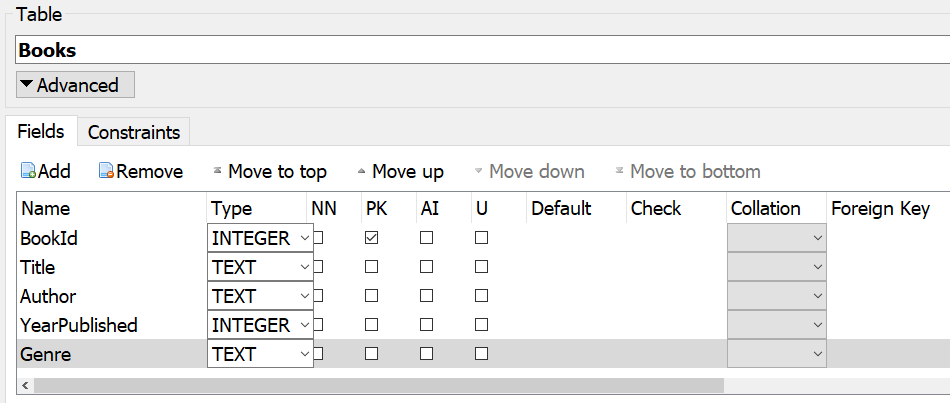 Table
Books
Advanced
Fields Constraints
Add Remove Move to top Move up Move down Move to bottom
Name Type NN PK AI U Default Check Collation Foreign Key
BookId INTEGER
Title TEXT
Author TEXT
YearPublished INTEGER
Genre TEXT